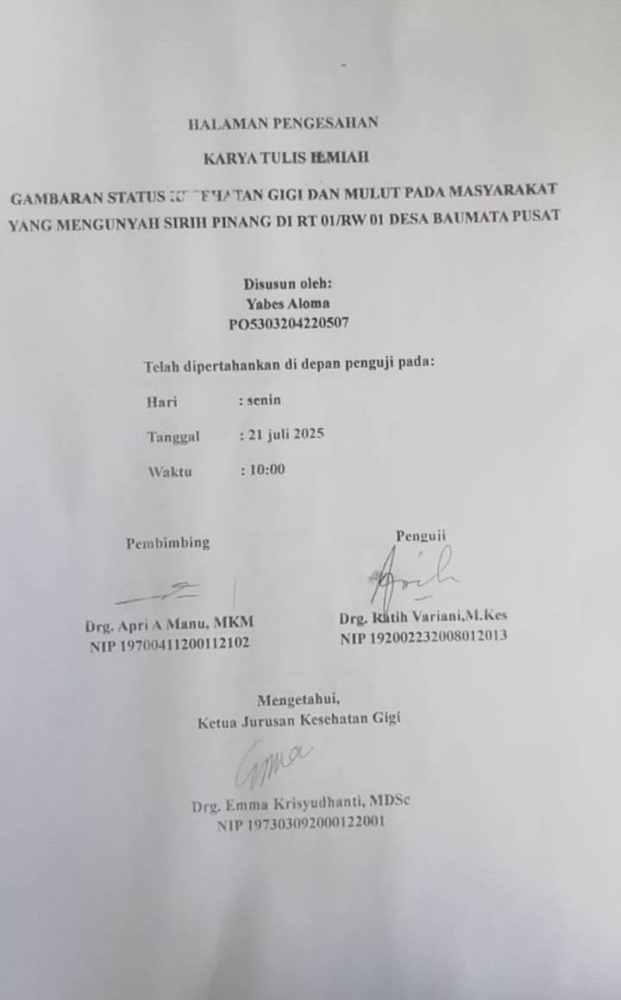 HALAMAN PENGESAHAN
KARYA TULIS ILMIAH
GAMBARAN STATUS KESEHATAN GIGI DAN MULUT PADA MASYARAKAT
YANG MENGUNYAH SIRIH PINANG DI RT 01/RW 01 DESA BAUMATA PUSAT
Disusun oleh:
Yabes Aloma
PO5303204220507
Telah dipertahankan di depan penguji pada:
Hari : senin
Tanggal : 21 juli 2025
Waktu : 10:00
Pembimbing Penguji
Drg. Apri A Manu, MKM Drg. Ratih Variani,M.Kes
NIP 19700411200112102 NIP 192002232008012013
Mengetahui,
Ketua Jurusan Kesehatan Gigi
Drg. Emma Krisyudhanti, MDSc
NIP 197303092000122001